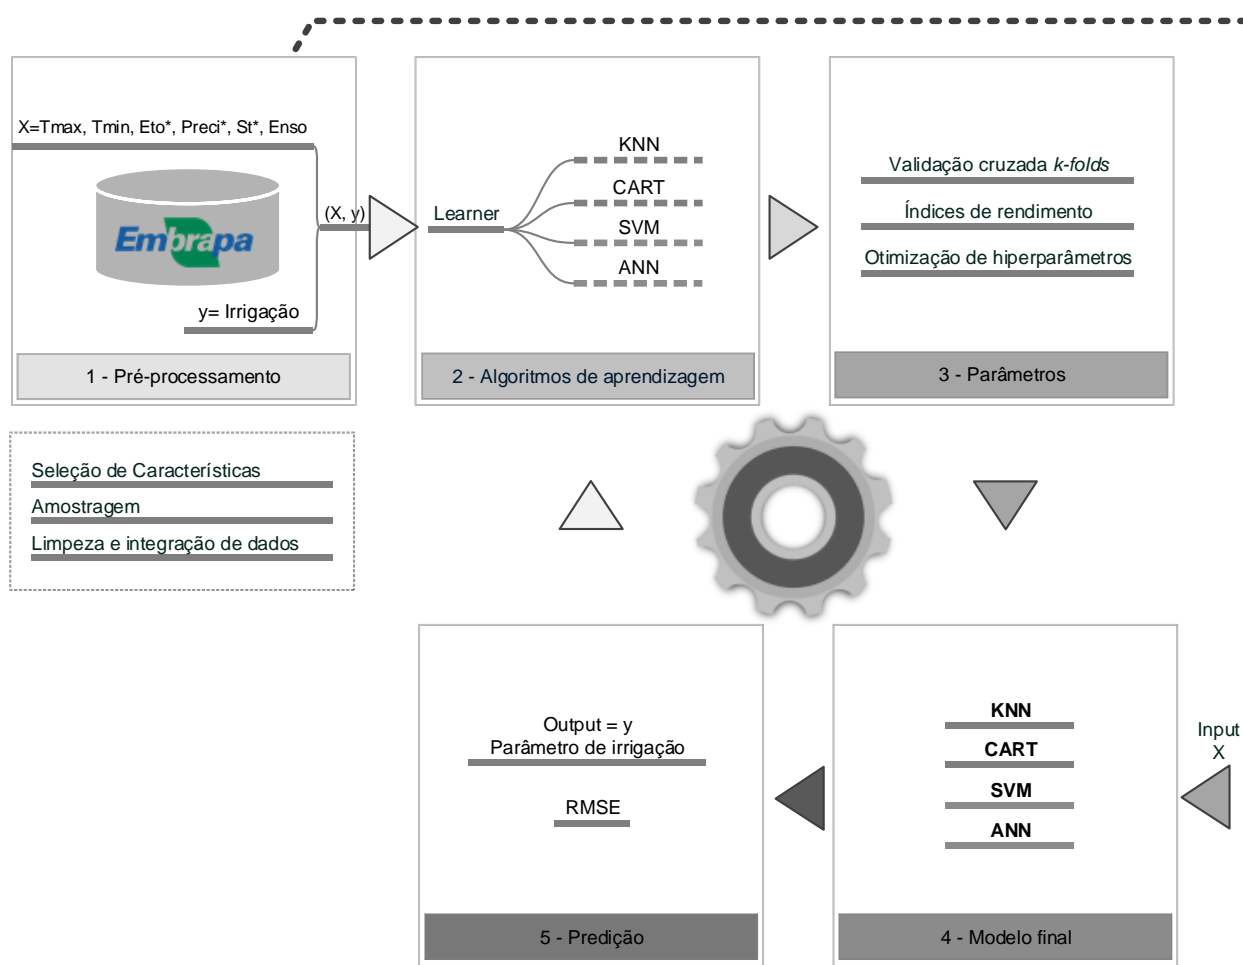 X=Tmax, Tmin, Eto*, Preci*, St*, Enso
Embrapa
(X, y)
y= Irrigação
1 - Pré-processamento
Learner
KNN
CART
SVM
ANN
2 - Algoritmos de aprendizagem
Validação cruzada k-folds
Índices de rendimento
Otimização de hiperparâmetros
3 - Parâmetros
Seleção de Características
Amostragem
Limpeza e integração de dados
Output = y
Parâmetro de irrigação
RMSE
5 - Predição
KNN
CART
SVM
ANN
4 - Modelo final
Input
X